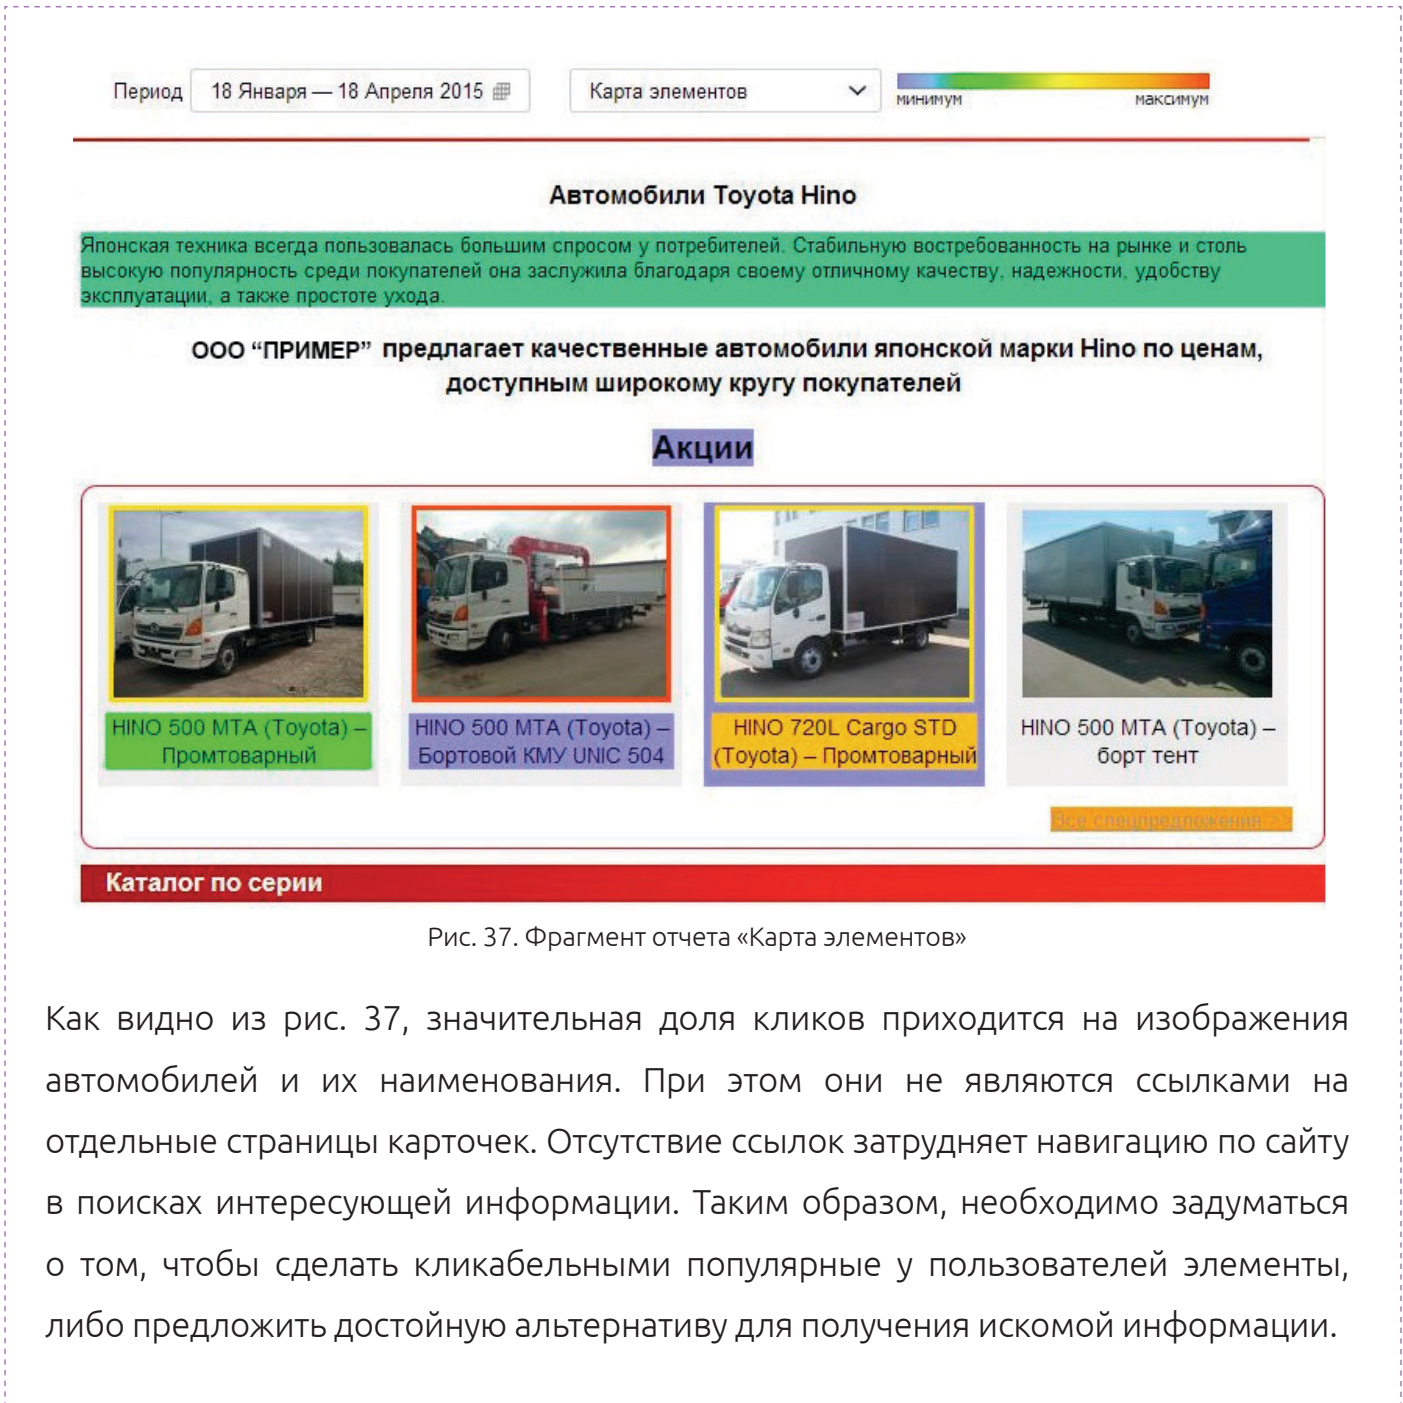 Период 18 Января — 18 Апреля 2015 Карта элементов
минимум максимум
Автомобили Toyota Hino
Японская техника всегда пользовалась большим спросом у потребителей. Стабильную востребованность на рынке и столь
высокую популярность среди покупателей она заслужила благодаря своему отличному качеству, надежности, удобству
эксплуатации, а также простоте ухода.
ООО “ПРИМЕР” предлагает качественные автомобили японской марки Hino по ценам,
доступным широкому кругу покупателей
Акции
HINO 500 MTA (Toyota) –
Промтоварный
HINO 500 MTA (Toyota) –
Бортовой КМУ UNIC 504
HINO 720L Cargo STD
(Toyota) – Промтоварный
HINO 500 MTA (Toyota) –
борт тент
Все спецпредложения >>
Каталог по серии
Рис. 37. Фрагмент отчета «Карта элементов»
Как видно из рис. 37, значительная доля кликов приходится на изображения
автомобилей и их наименования. При этом они не являются ссылками на
отдельные страницы карточек. Отсутствие ссылок затрудняет навигацию по сайту
в поисках интересующей информации. Таким образом, необходимо задуматься
о том, чтобы сделать кликабельными популярные у пользователей элементы,
либо предложить достойную альтернативу для получения искомой информации.